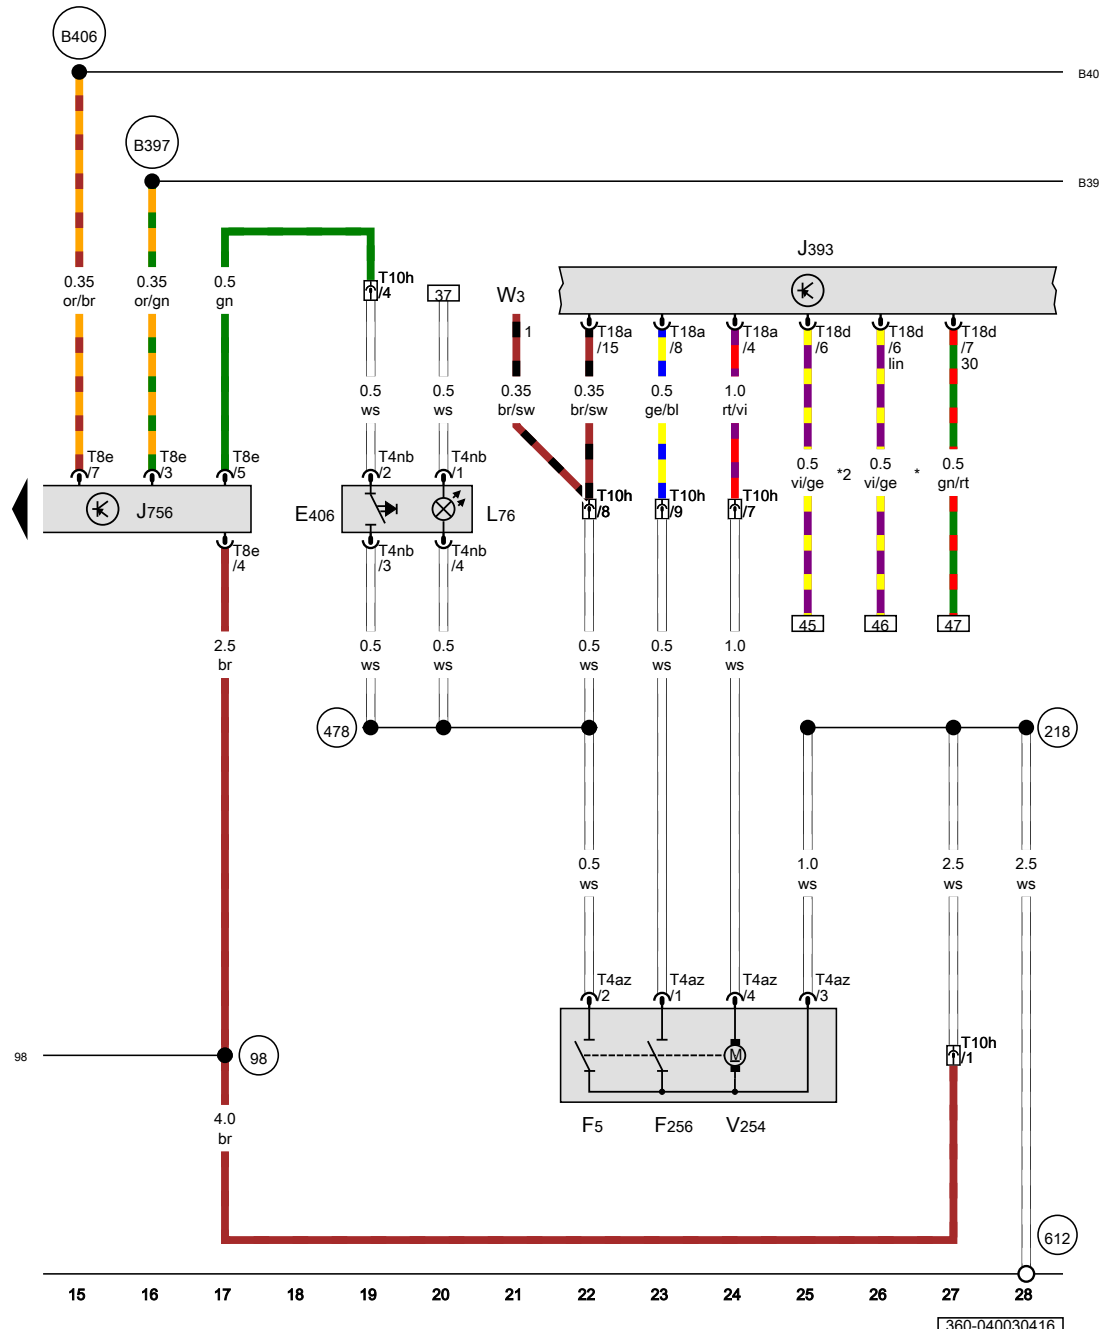 B406
B40
B397
B39
J393
0.35
or/br
0.35
or/gn
0.5
gn
T10h
/4
37
W3
1
T18a
/15
T18a
/8
T18a
/4
T18d
/6
T18d
/6
lin
T18d
/7
30
0.5
ws
0.5
ws
0.35
br/sw
0.35
br/sw
0.5
ge/bl
1.0
rt/vi
T8e
/7
T8e
/3
T8e
/5
T4nb
/2
T4nb
/1
0.5
vi/ge
*2
0.5
vi/ge
*
0.5
gn/rt
J756
E406
L76
T10h
/8
T10h
/9
T10h
/7
T8e
/4
T4nb
/3
T4nb
/4
45
46
47
2.5
br
0.5
ws
0.5
ws
0.5
ws
0.5
ws
1.0
ws
478
218
0.5
ws
1.0
ws
2.5
ws
2.5
ws
T4az
/2
T4az
/1
T4az
/4
T4az
/3
98
98
M
T10h
/1
4.0
br
F5
F256
V254
612
15 16 17 18 19 20 21 22 23 24 25 26 27 28
360-040030416